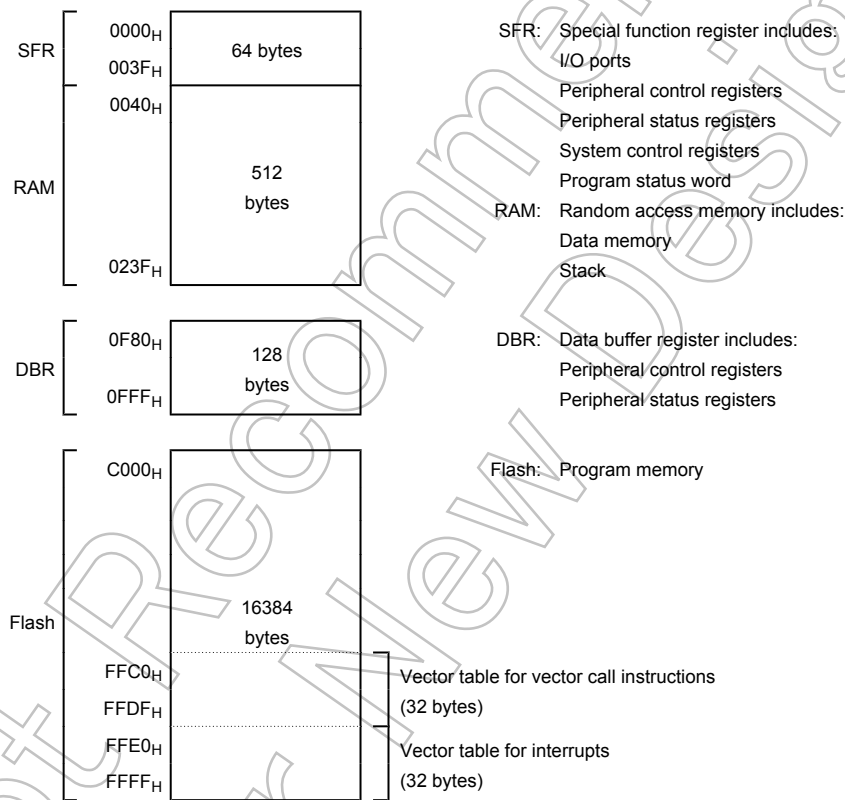 SFR
0000H
003FH
64 bytes
RAM
0040H
023FH
512
bytes
DBR
0F80H
0FFFH
128
bytes
Flash
C000H
16384
bytes
FFC0H
FFDFH
FFE0H
FFFFH
Vector table for vector call instructions
(32 bytes)
Vector table for interrupts
(32 bytes)
SFR: Special function register includes:
I/O ports
Peripheral control registers
Peripheral status registers
System control registers
Program status word
RAM: Random access memory includes:
Data memory
Stack
DBR: Data buffer register includes:
Peripheral control registers
Peripheral status registers
Flash: Program memory